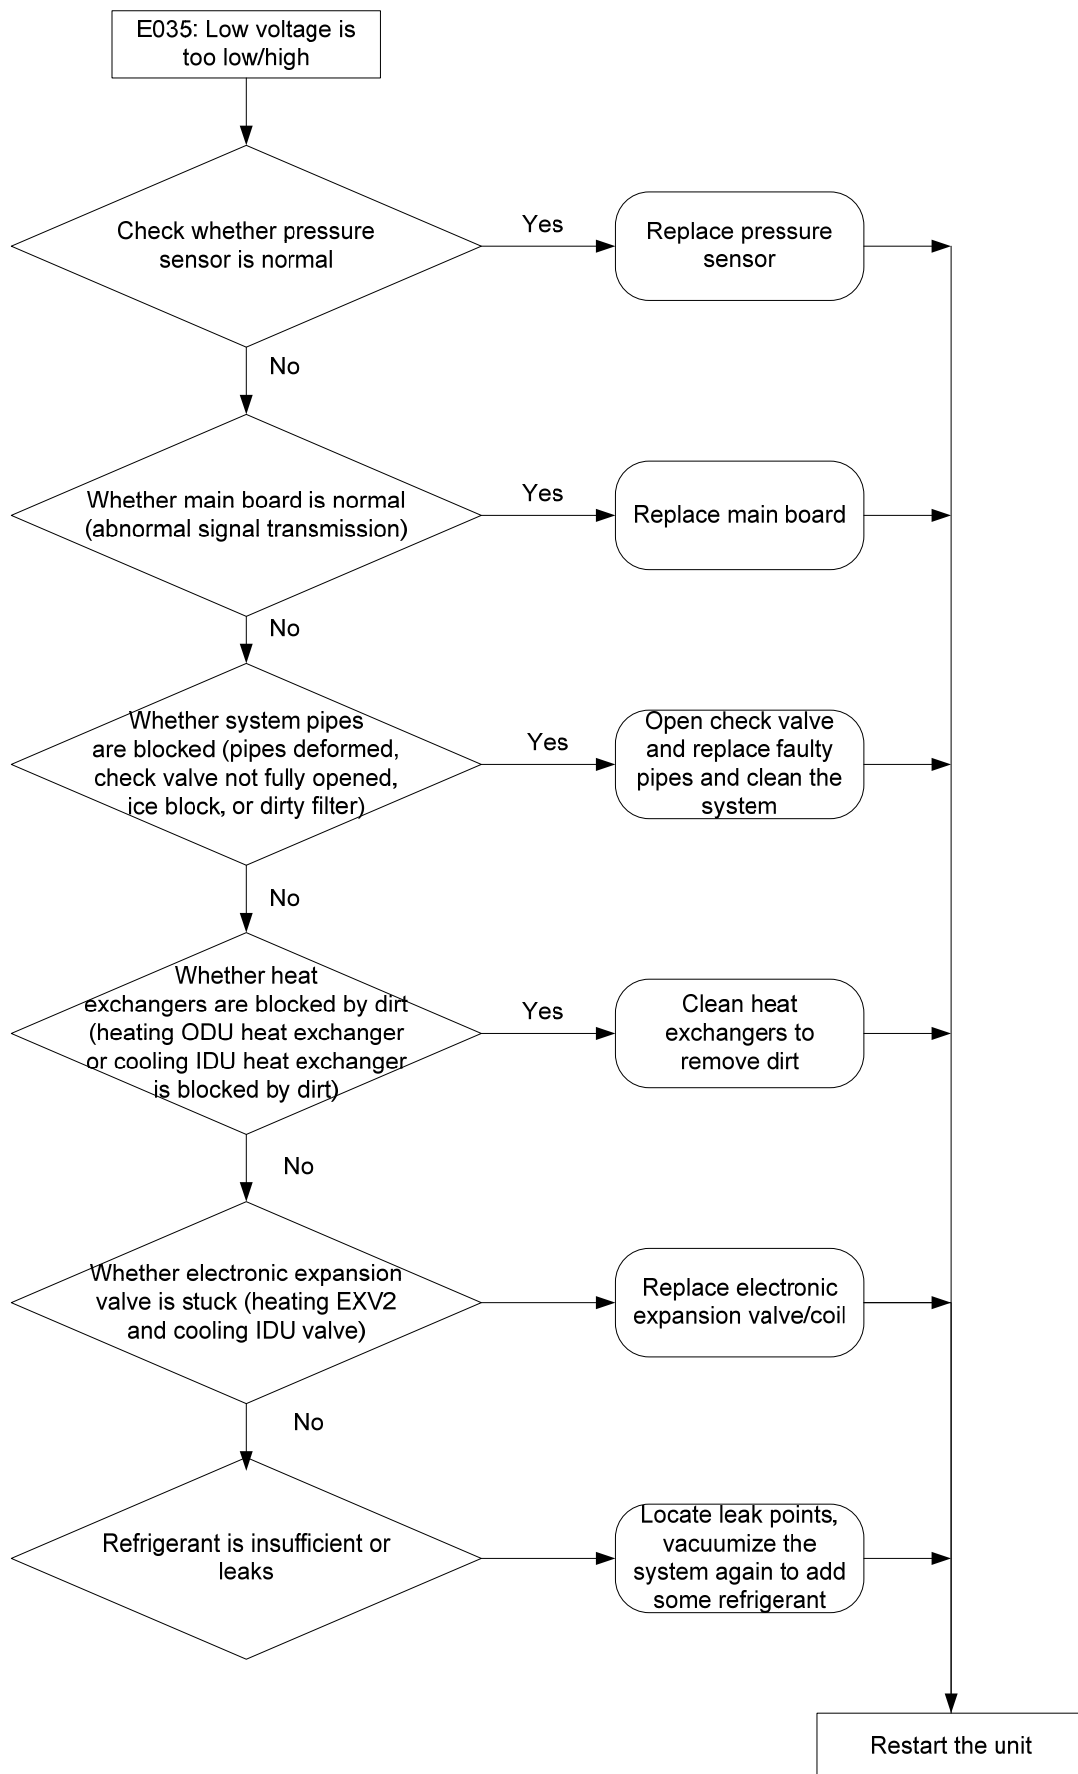 E035: Low voltage is
too low/high
Check whether pressure
sensor is normal
Yes
Replace pressure
sensor
No
Whether main board is normal
(abnormal signal transmission)
Yes
Replace main board
No
Whether system pipes
are blocked (pipes deformed,
check valve not fully opened,
ice block, or dirty filter)
Yes
Open check valve
and replace faulty
pipes and clean the
system
No
Whether heat
exchangers are blocked by dirt
(heating ODU heat exchanger
or cooling IDU heat exchanger
is blocked by dirt)
Yes
Clean heat
exchangers to
remove dirt
No
Whether electronic expansion
valve is stuck (heating EXV2
and cooling IDU valve)
Replace electronic
expansion valve/coil
No
Refrigerant is insufficient or
leaks
Locate leak points,
vacuumize the
system again to add
some refrigerant
Restart the unit